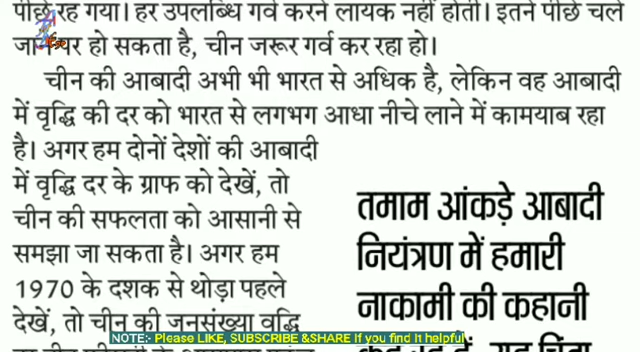 पीछे रह गया। हर उपलब्धि गर्व करने लायक नहीं होती। इतने पीछे चले
पर हो सकता है, चीन जरूर गर्व कर रहा हो।
चीन की आबादी अभी भी भारत से अधिक है, लेकिन वह आबादी
में वृद्धि की दर को भारत से लगभग आधा नीचे लाने में कामयाब रहा
है। अगर हम दोनों देशों की आबादी
में वृद्धि दर के ग्राफ को देखें, तो
चीन की सफलता को आसानी से
समझा जा सकता है। अगर हम
1970 के दशक से थोड़ा पहले
देखें, तो चीन की जनसंख्या वृद्धि
तमाम आंकड़े आबादी
नियंत्रण में हमारी
नाकामी की कहानी
NOTE:- Please LIKE, SUBSCRIBE &SHARE If you find it helpful